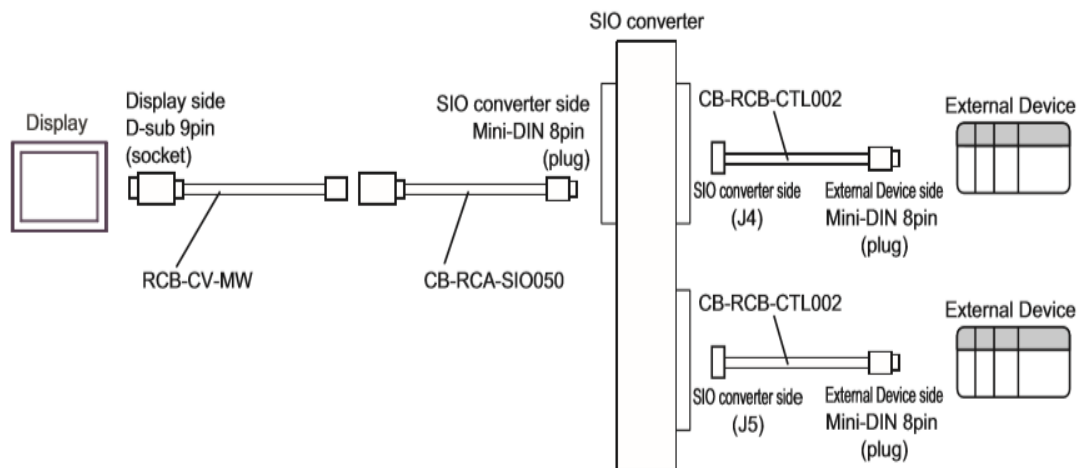 SIO converter
Display
Display side
D-sub 9pin
(socket)
RCB-CV-MW
SIO converter side
Mini-DIN 8pin
(plug)
CB-RCA-SIO050
CB-RCB-CTL002
SIO converter side
(J4)
External Device side
Mini-DIN 8pin
(plug)
External Device
CB-RCB-CTL002
SIO converter side
(J5)
External Device side
Mini-DIN 8pin
(plug)
External Device